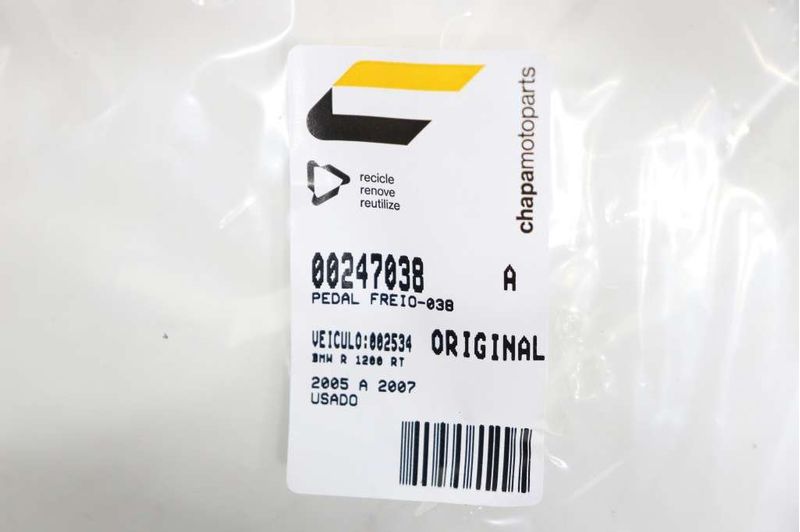 chapamotoparts
recicle
renove
reutilize
00247038 A
PEDAL FREIO-038
VEICULO:002534 ORIGINAL
BMW R 1200 RT
2005 A 2007
USADO